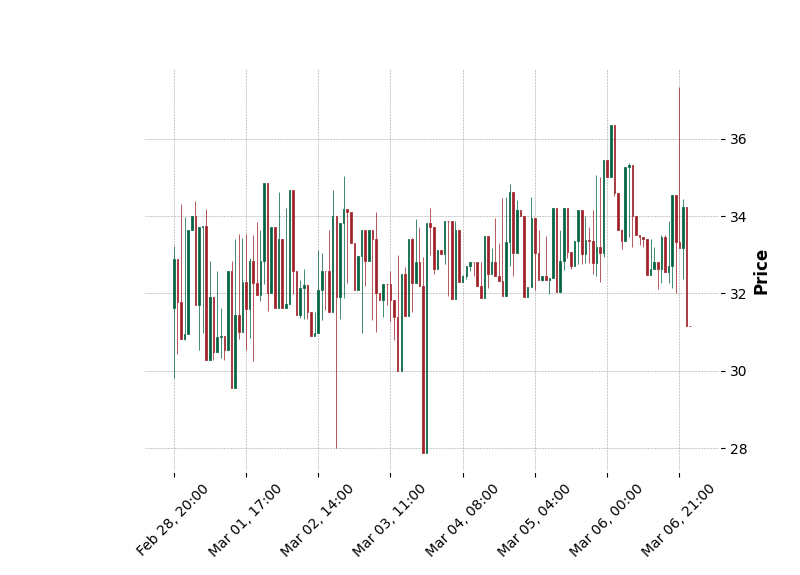 36
34
32
30
28
Price
Feb 28, 20:00
Mar 01, 17:00
Mar 02, 14:00
Mar 03, 11:00
Mar 04, 08:00
Mar 05, 04:00
Mar 06, 00:00
Mar 06, 21:00